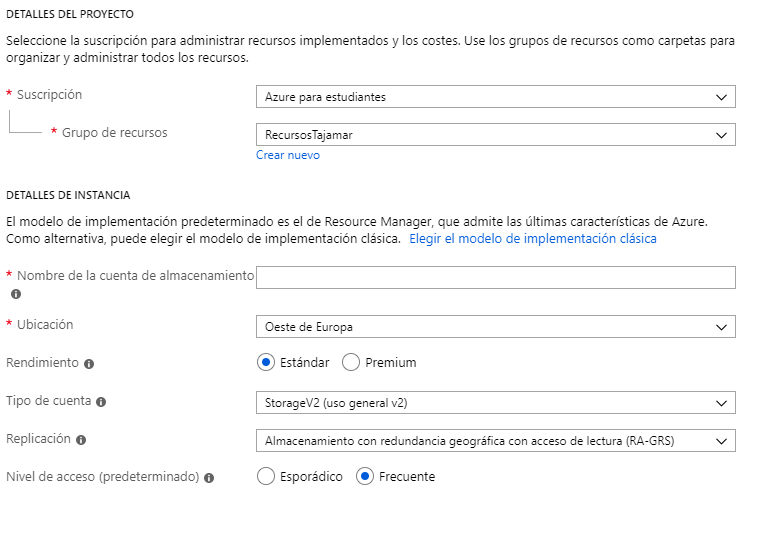 DETALLES DEL PROYECTO
Seleccione la suscripción para administrar recursos implementados y los costes. Use los grupos de recursos como carpetas para
organizar y administrar todos los recursos.
* Suscripción
Azure para estudiantes
* Grupo de recursos
RecursosTajamar
Crear nuevo
DETALLES DE INSTANCIA
El modelo de implementación predeterminado es el de Resource Manager, que admite las últimas características de Azure.
Como alternativa, puede elegir el modelo de implementación clásica. Elegir el modelo de implementación clásica
* Nombre de la cuenta de almacenamiento
* Ubicación
Oeste de Europa
Rendimiento
Estándar
Premium
Tipo de cuenta
StorageV2 (uso general v2)
Replicación
Almacenamiento con redundancia geográfica con acceso de lectura (RA-GRS)
Nivel de acceso (predeterminado)
Esporádico
Frecuente